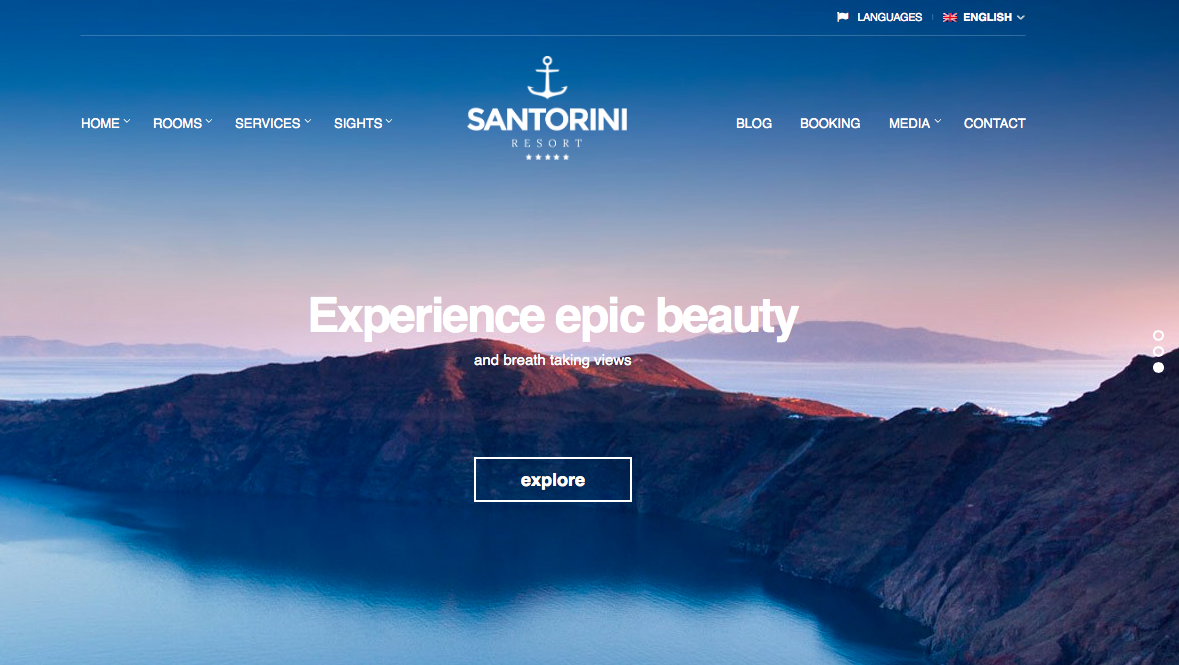 LANGUAGES ENGLISH
SANTORINI
RESORT
HOME ROOMS SERVICES SIGHTS BLOG BOOKING MEDIA CONTACT
Experience epic beauty
and breath taking views
explore